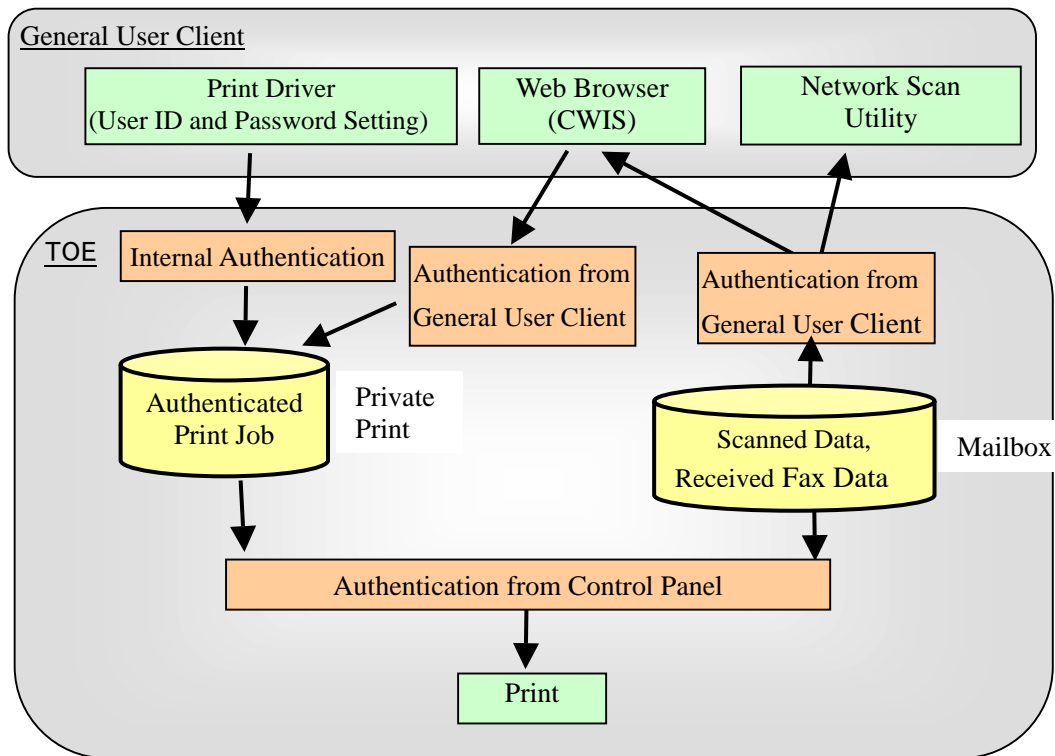 General User Client
Print Driver
(User ID and Password Setting)
Web Browser
(CWIS)
Network Scan
Utility
TOE
Internal Authentication
Authentication from
General User Client
Authentication from
General User Client
Authenticated
Print Job
Private
Print
Scanned Data,
Received Fax Data
Mailbox
Authentication from Control Panel
Print